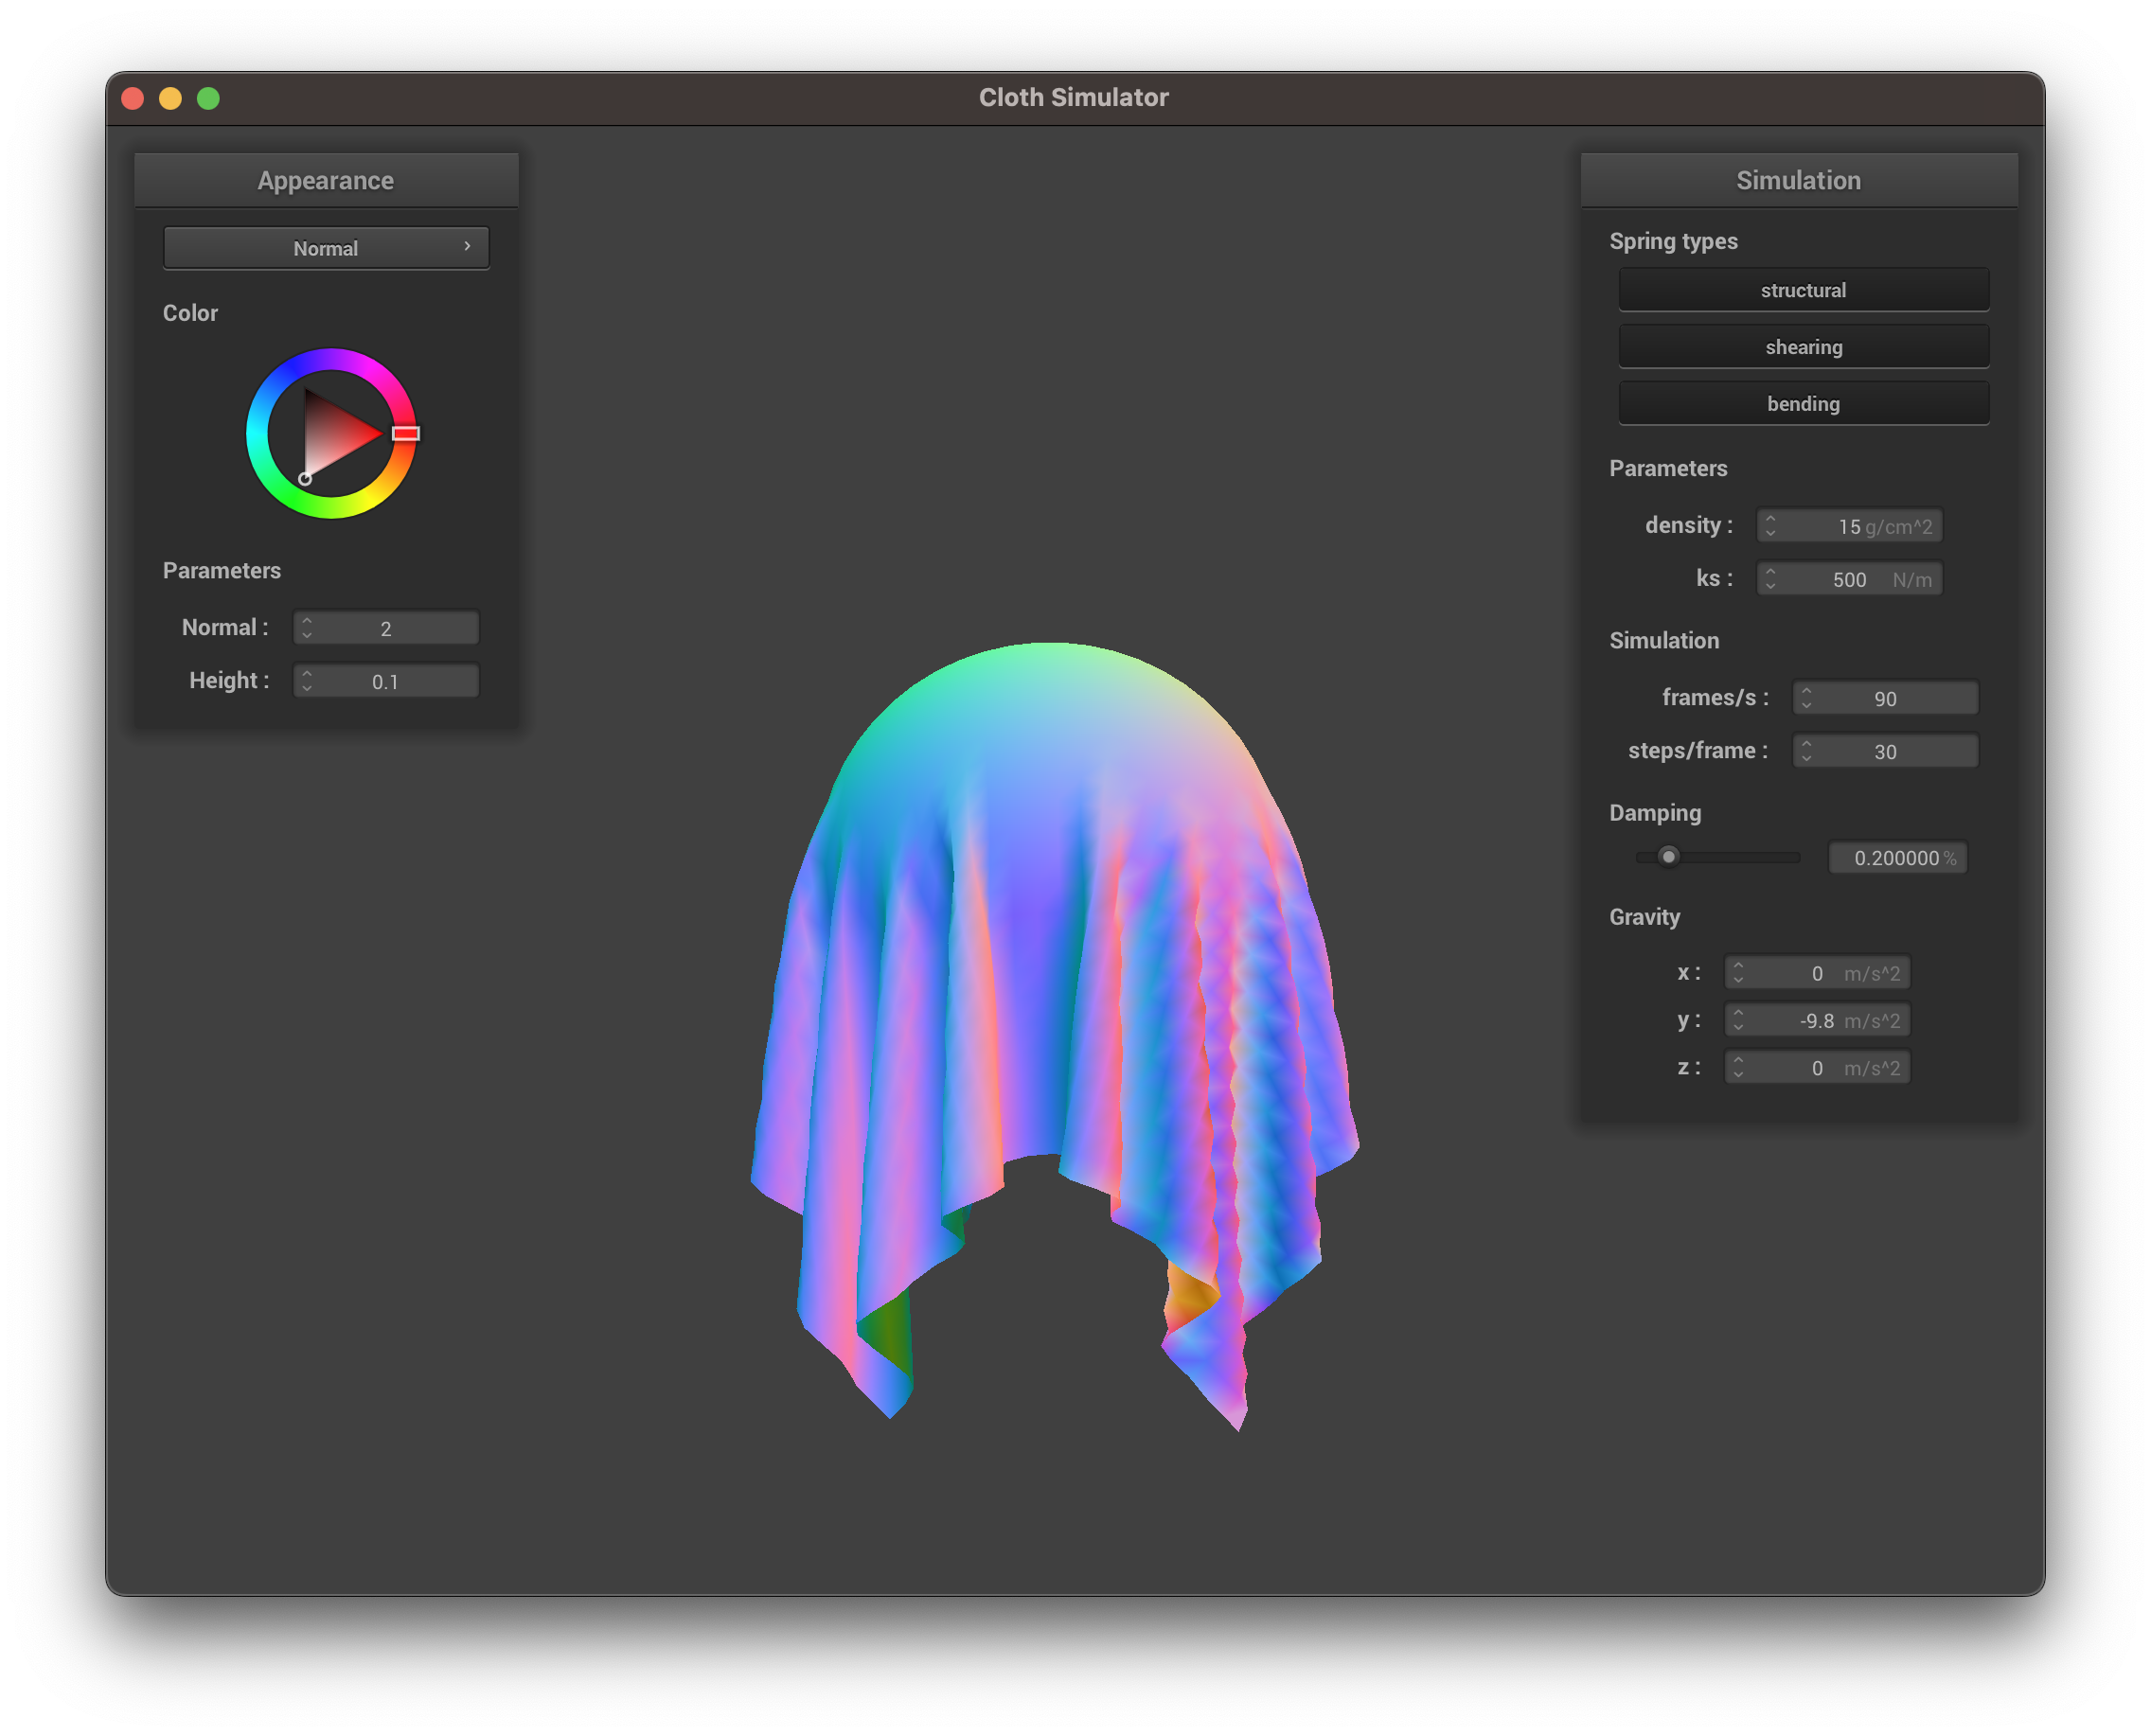 Cloth Simulator
Appearance
Normal
Color
Parameters
Normal : 2
Height : 0.1
Simulation
Spring types
structural
shearing
bending
Parameters
density : 15 g/cm^2
ks : 500 N/m
Simulation
frames/s : 90
steps/frame : 30
Damping
0.200000 %
Gravity
x : 0 m/s^2
y : -9.8 m/s^2
z : 0 m/s^2